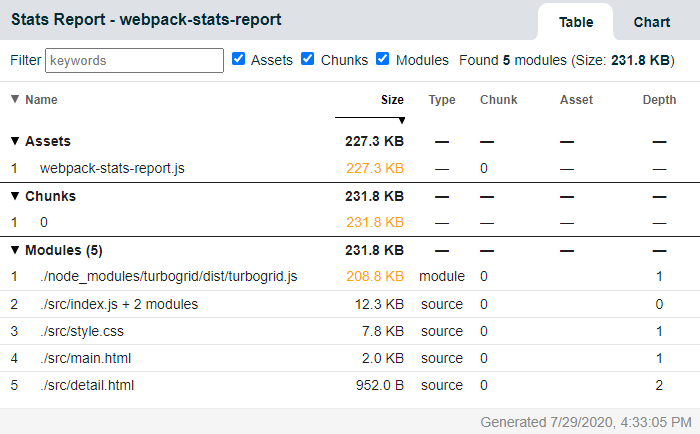 Stats Report - webpack-stats-report Table Chart
Filter keywords Assets Chunks Modules Found 5 modules (Size: 231.8 KB)
▼ Name Size Type Chunk Asset Depth
▼ Assets 227.3 KB — — — —
1 webpack-stats-report.js 227.3 KB — 0 — —
▼ Chunks 231.8 KB — — — —
1 0 231.8 KB — — — —
▼ Modules (5) 231.8 KB — — — —
1 ./node_modules/turbogrid/dist/turbogrid.js 208.8 KB module 0 1
2 ./src/index.js + 2 modules 12.3 KB source 0 0
3 ./src/style.css 7.8 KB source 0 1
4 ./src/main.html 2.0 KB source 0 1
5 ./src/detail.html 952.0 B source 0 2
Generated 7/29/2020, 4:33:05 PM